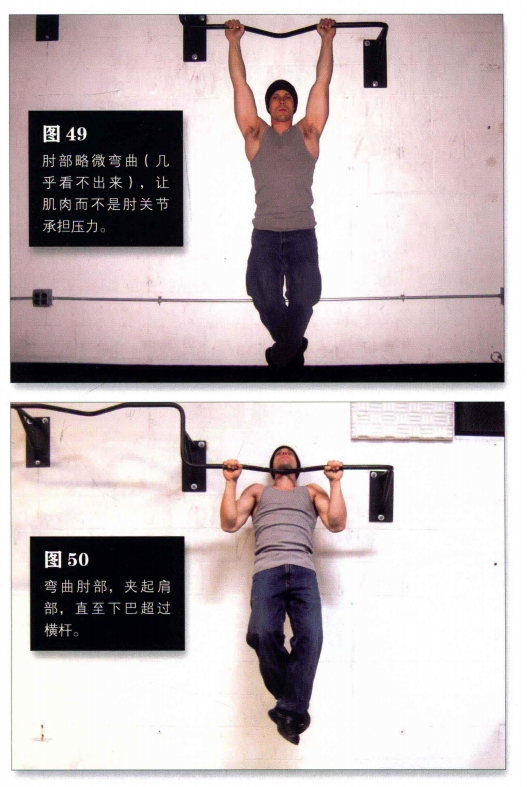 图 49
肘部略微弯曲（几
乎看不出来），让
肌肉而不是肘关节
承担压力。
图 50
弯曲肘部，夹起肩
部，直至下巴超过
横杆。